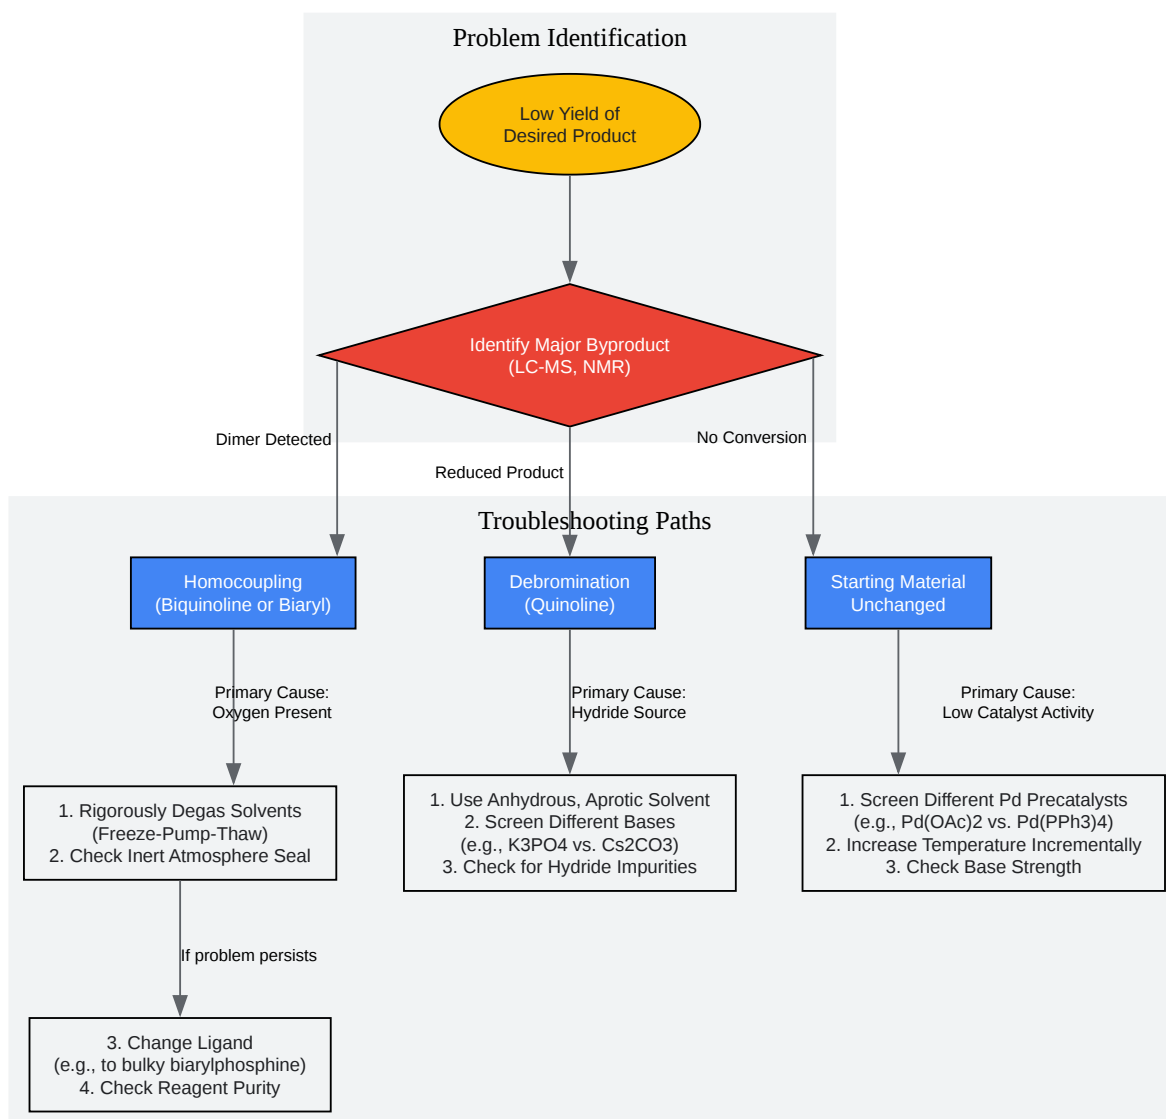 Problem Identification
Low Yield of
Desired Product
Identify Major Byproduct
(LC-MS, NMR)
Dimer Detected
Reduced Product
No Conversion
Troubleshooting Paths
Homocoupling
(Biquinoline or Biaryl)
Debromination
(Quinoline)
Starting Material
Unchanged
Primary Cause:
Oxygen Present
Primary Cause:
Hydride Source
Primary Cause:
Low Catalyst Activity
1. Rigorously Degas Solvents
(Freeze-Pump-Thaw)
2. Check Inert Atmosphere Seal
1. Use Anhydrous, Aprotic Solvent
2. Screen Different Bases
(e.g., K3PO4 vs. Cs2CO3)
3. Check for Hydride Impurities
1. Screen Different Pd Precatalysts
(e.g., Pd(OAc)2 vs. Pd(PPh3)4)
2. Increase Temperature Incrementally
3. Check Base Strength
If problem persists
3. Change Ligand
(e.g., to bulky biarylphosphine)
4. Check Reagent Purity